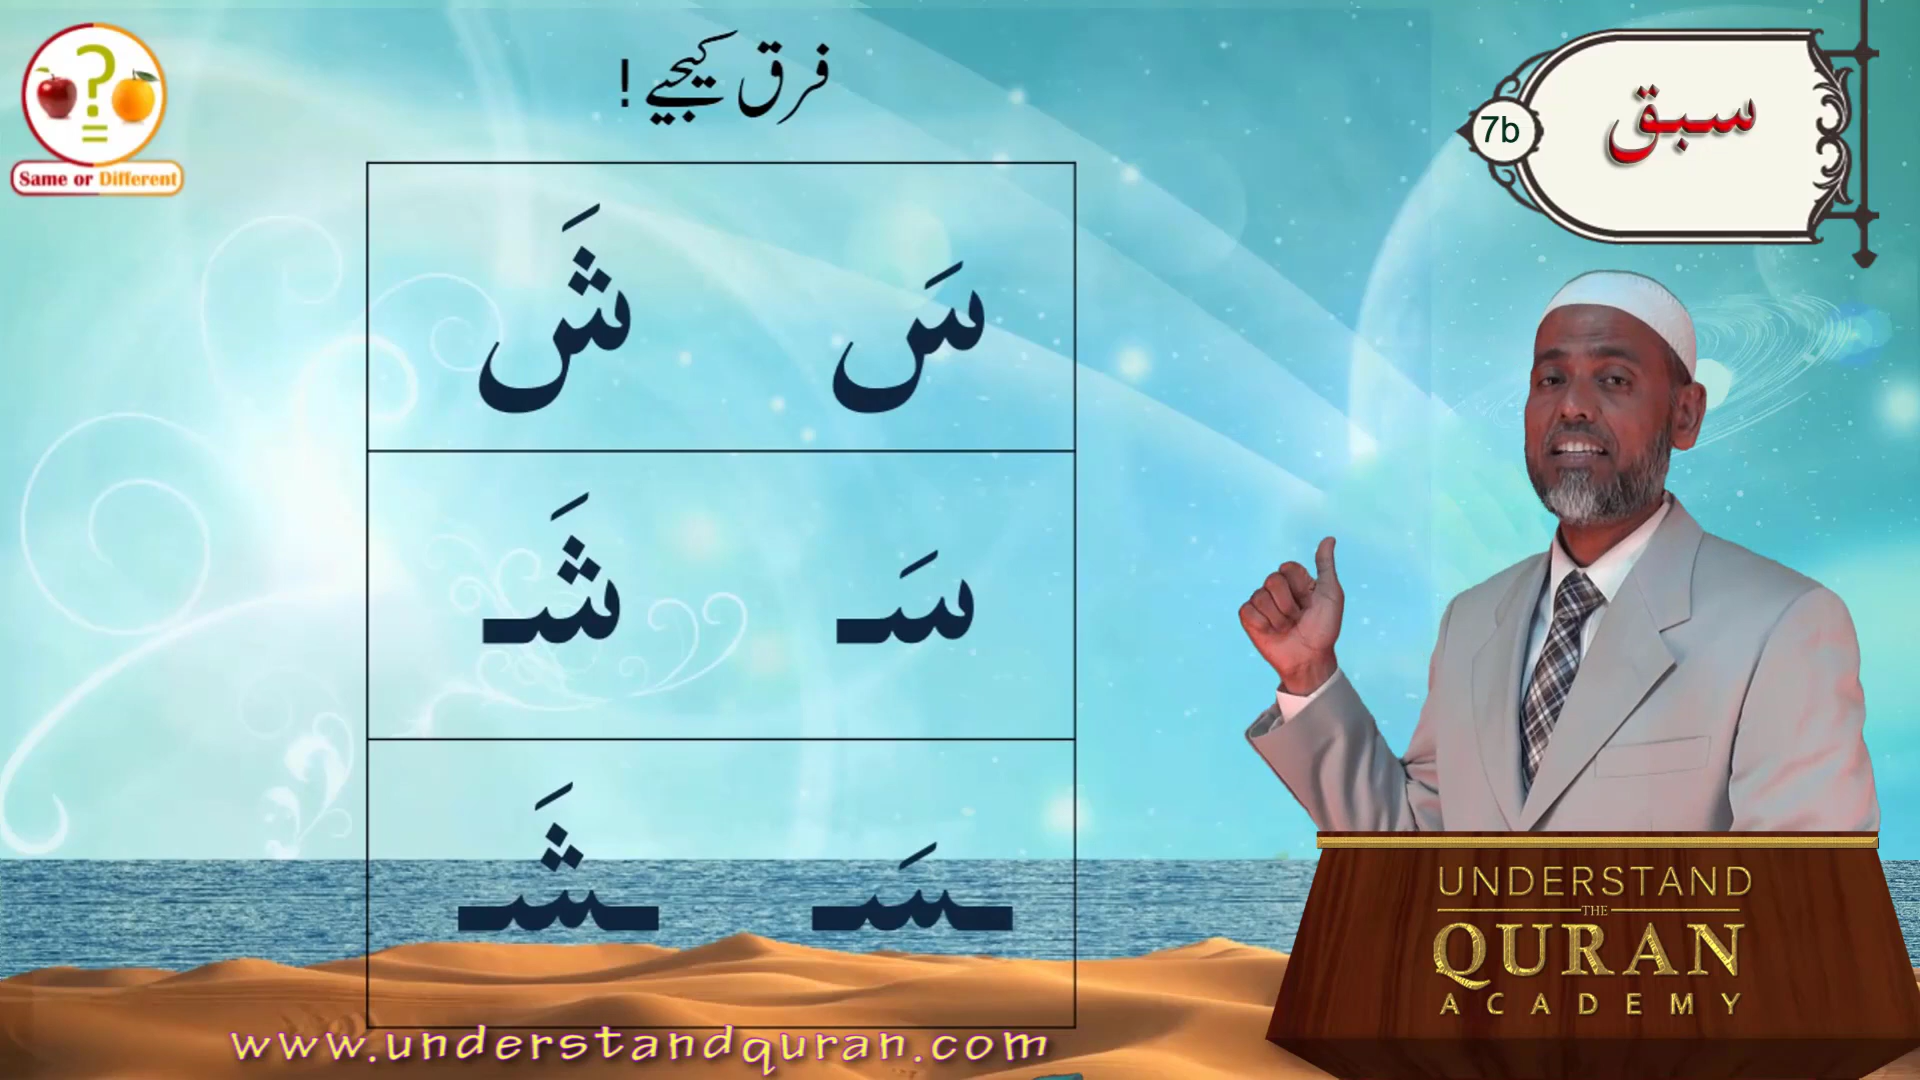 فرق کیجیے !
Same or Different
سبق
7b
سَ شَ
سَـ شَـ
ـسَـ ـشَـ
UNDERSTAND
THE
QURAN
ACADEMY
www.understandquran.com